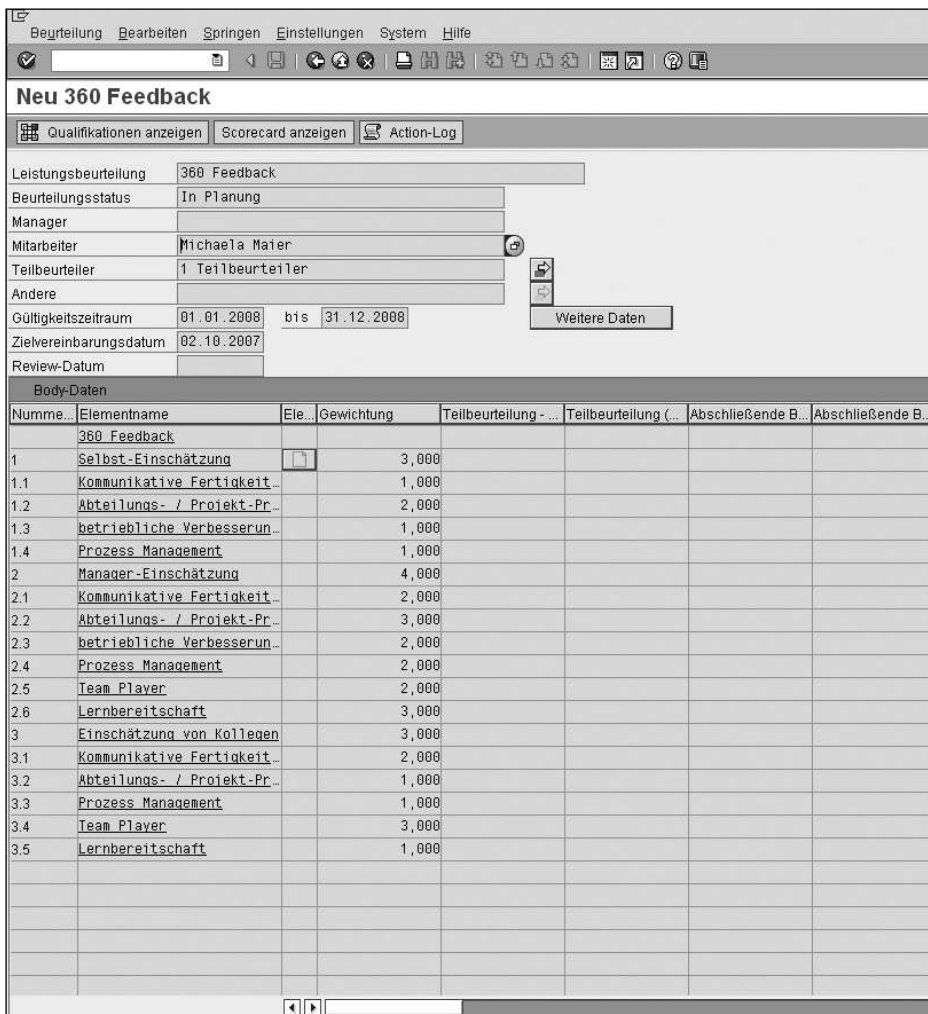 Beurteilung Bearbeiten Springen Einstellungen System Hilfe
Neu 360 Feedback
Qualifikationen anzeigen Scorecard anzeigen Action-Log
Leistungsbeurteilung 360 Feedback
Beurteilungsstatus In Planung
Manager
Mitarbeiter Michaela Maier
Teilbeurteiler 1 Teilbeurteiler
Andere
Gültigkeitszeitraum 01.01.2008 bis 31.12.2008 Weitere Daten
Zielvereinbarungsdatum 02.10.2007
Review-Datum
Body-Daten
Numme... Elementname Ele... Gewichtung Teilbeurteilung - ... Teilbeurteilung (... Abschließende B... Abschließende B...
360 Feedback
1 Selbst-Einschätzung 3,000
1.1 Kommunikative Fertigkeit... 1,000
1.2 Abteilungs- / Projekt-Pr... 2,000
1.3 betriebliche Verbesserun... 1,000
1.4 Prozess Management 1,000
2 Manager-Einschätzung 4,000
2.1 Kommunikative Fertigkeit... 2,000
2.2 Abteilungs- / Projekt-Pr... 3,000
2.3 betriebliche Verbesserun... 2,000
2.4 Prozess Management 2,000
2.5 Team Player 2,000
2.6 Lernbereitschaft 3,000
3 Einschätzung von Kollegen 3,000
3.1 Kommunikative Fertigkeit... 2,000
3.2 Abteilungs- / Projekt-Pr... 1,000
3.3 Prozess Management 1,000
3.4 Team Player 3,000
3.5 Lernbereitschaft 1,000